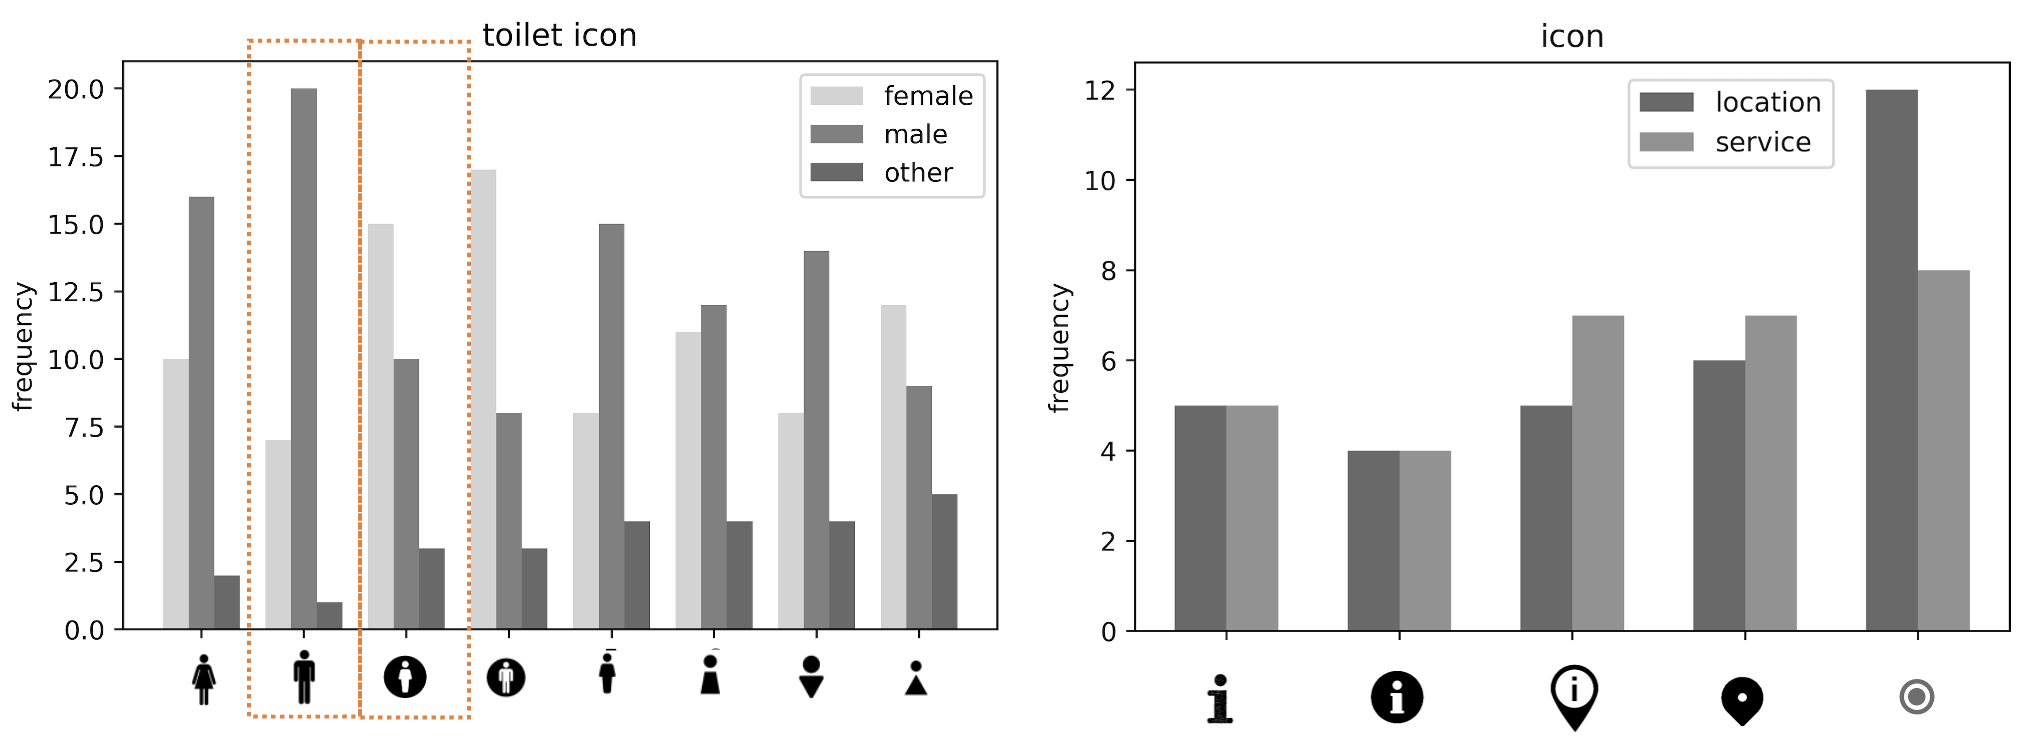 toilet icon
20.0
17.5
15.0
12.5
10.0
7.5
5.0
2.5
0.0
frequency
female
male
other
icon
12
10
8
6
4
2
0
frequency
location
service
i
i
i